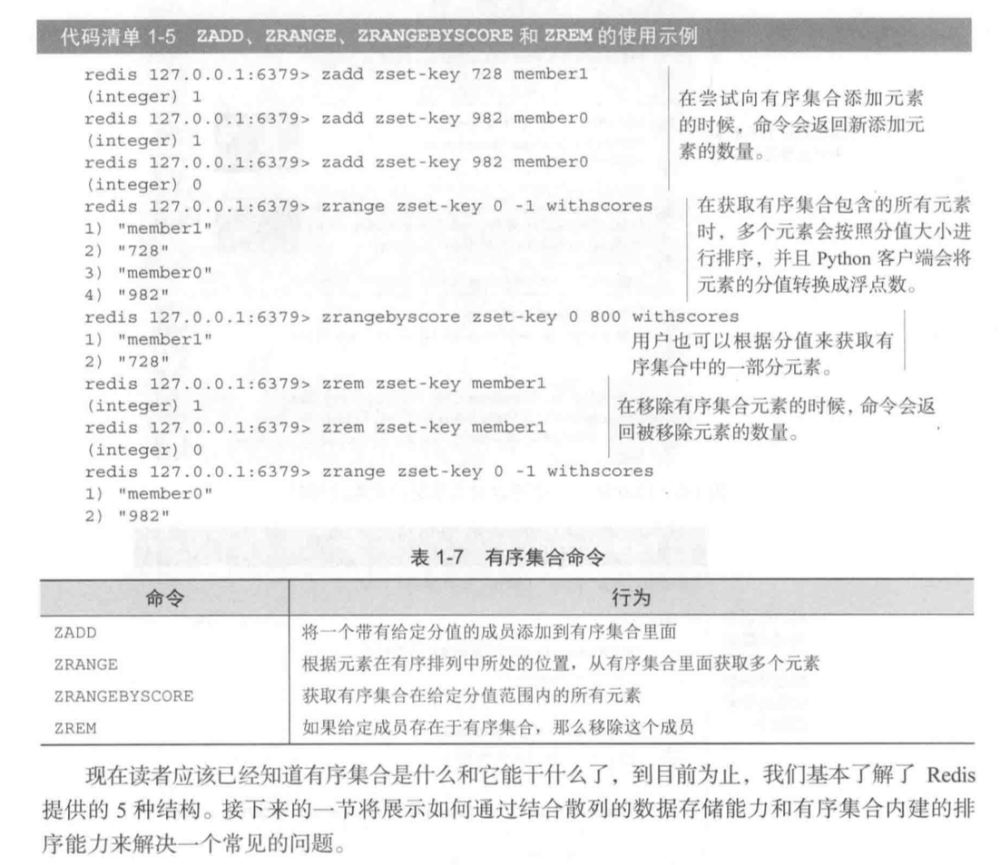 代码清单 1-5 ZADD、ZRANGE、ZRANGEBYSCORE 和 ZREM 的使用示例
redis 127.0.0.1:6379> zadd zset-key 728 member1
(integer) 1
redis 127.0.0.1:6379> zadd zset-key 982 member0
(integer) 1
redis 127.0.0.1:6379> zadd zset-key 982 member0
(integer) 0
在尝试向有序集合添加元素
的时候，命令会返回新添加元
素的数量。
redis 127.0.0.1:6379> zrange zset-key 0 -1 withscores
1) "member1"
2) "728"
3) "member0"
4) "982"
在获取有序集合包含的所有元素
时，多个元素会按照分值大小进
行排序，并且 Python 客户端会将
元素的分值转换成浮点数。
redis 127.0.0.1:6379> zrangebyscore zset-key 0 800 withscores
1) "member1"
2) "728"
用户也可以根据分值来获取有
序集合中的一部分元素。
redis 127.0.0.1:6379> zrem zset-key member1
(integer) 1
redis 127.0.0.1:6379> zrem zset-key member1
(integer) 0
在移除有序集合元素的时候，命令会返
回被移除元素的数量。
redis 127.0.0.1:6379> zrange zset-key 0 -1 withscores
1) "member0"
2) "982"
表 1-7 有序集合命令
命令 行为
ZADD 将一个带有给定分值的成员添加到有序集合里面
ZRANGE 根据元素在有序排列中所处的位置，从有序集合里面获取多个元素
ZRANGEBYSCORE 获取有序集合在给定分值范围内的所有元素
ZREM 如果给定成员存在于有序集合，那么移除这个成员
现在读者应该已经知道有序集合是什么和它能干什么了，到目前为止，我们基本了解了 Redis
提供的 5 种结构。接下来的一节将展示如何通过结合散列的数据存储能力和有序集合内建的排
序能力来解决一个常见的问题。